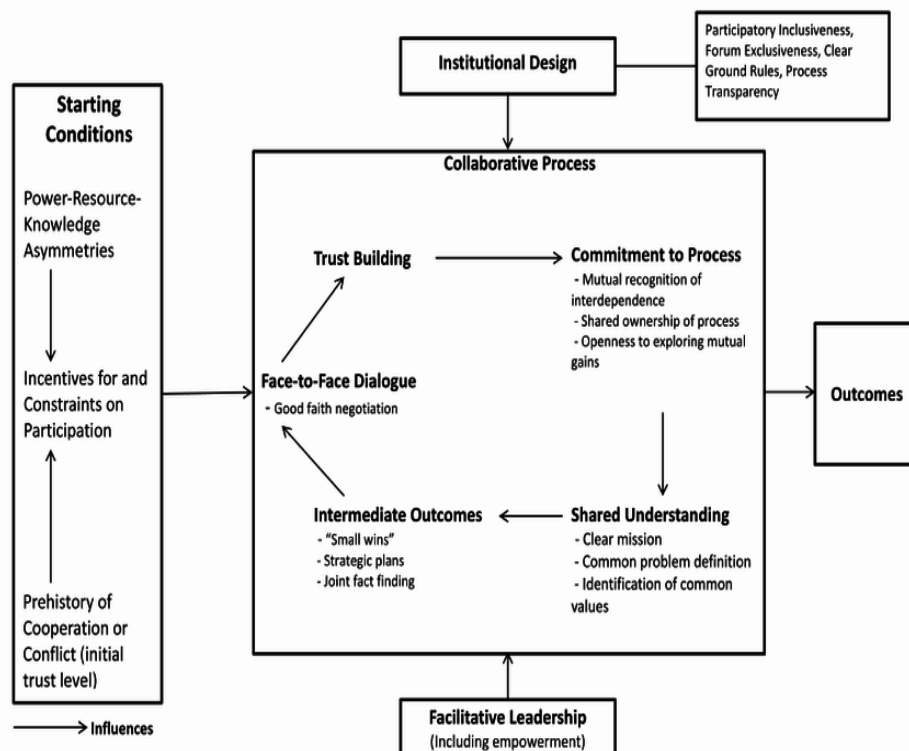 Institutional Design
Participatory Inclusiveness,
Forum Exclusiveness, Clear
Ground Rules, Process
Transparency
Starting
Conditions
Power-Resource-
Knowledge
Asymmetries
Incentives for and
Constraints on
Participation
Prehistory of
Cooperation or
Conflict (initial
trust level)
Influences
Collaborative Process
Trust Building
Commitment to Process
- Mutual recognition of
interdependence
- Shared ownership of process
- Openness to exploring mutual
gains
Face-to-Face Dialogue
- Good faith negotiation
Intermediate Outcomes
- “Small wins”
- Strategic plans
- Joint fact finding
Shared Understanding
- Clear mission
- Common problem definition
- Identification of common
values
Outcomes
Facilitative Leadership
(Including empowerment)